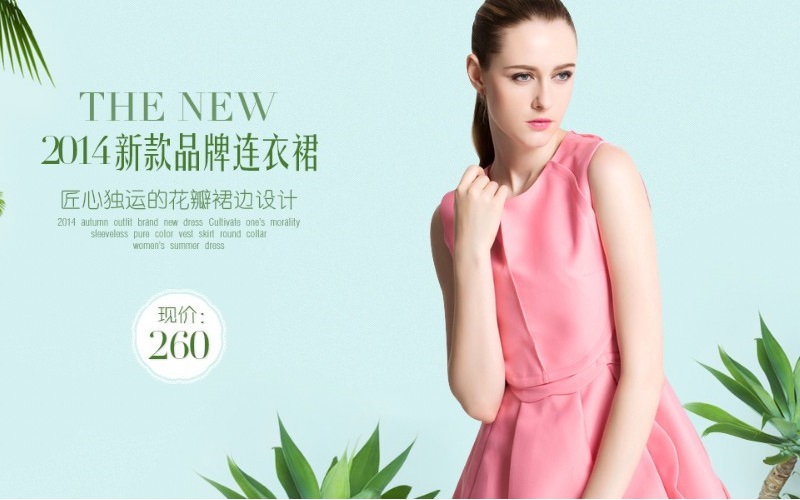 THE NEW
2014新款品牌连衣裙
匠心独运的花瓣裙边设计
2014 autumn outfit brand new dress Cultivate one's morality
sleeveless pure color vest skirt round collar
women's summer dress
现价：
260